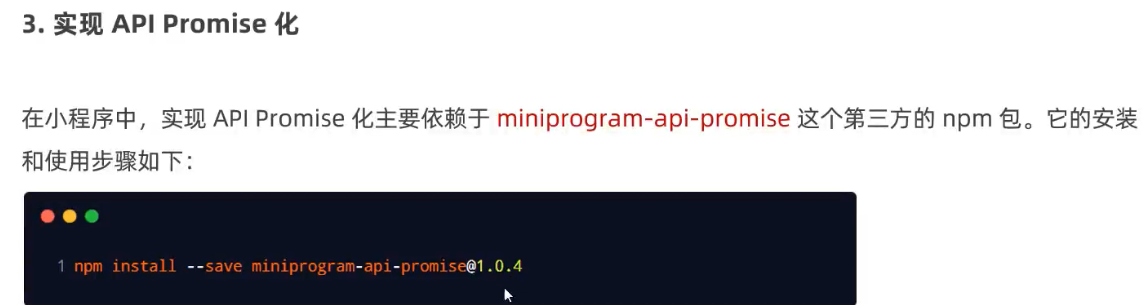 3. 实现 API Promise 化
在小程序中，实现 API Promise 化主要依赖于 miniprogram-api-promise 这个第三方的 npm 包。它的安装
和使用步骤如下：
1 npm install --save miniprogram-api-promise@1.0.4